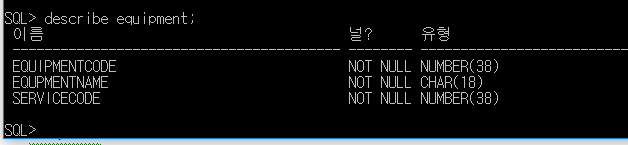 SQL> describe equipment;
이름 널? 유형
----------------------------------------- -------- ----------------------------
EQUIPMENTCODE NOT NULL NUMBER(38)
EQUPMENTNAME NOT NULL CHAR(18)
SERVICECODE NOT NULL NUMBER(38)
SQL>